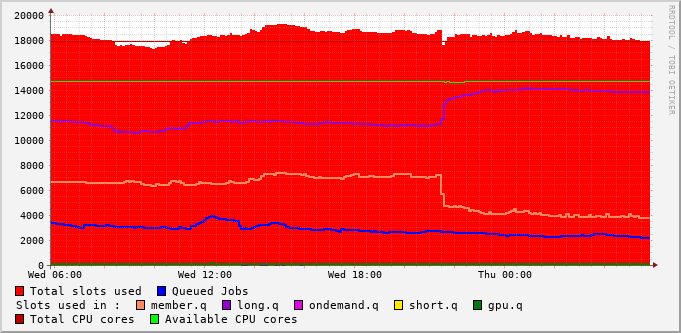 20000
18000
16000
14000
12000
10000
8000
6000
4000
2000
0
Wed 06:00 Wed 12:00 Wed 18:00 Thu 00:00
RRDTOOL / TOBI OETIKER
Total slots used Queued Jobs
Slots used in : member.q long.q ondemand.q short.q gpu.q
Total CPU cores Available CPU cores